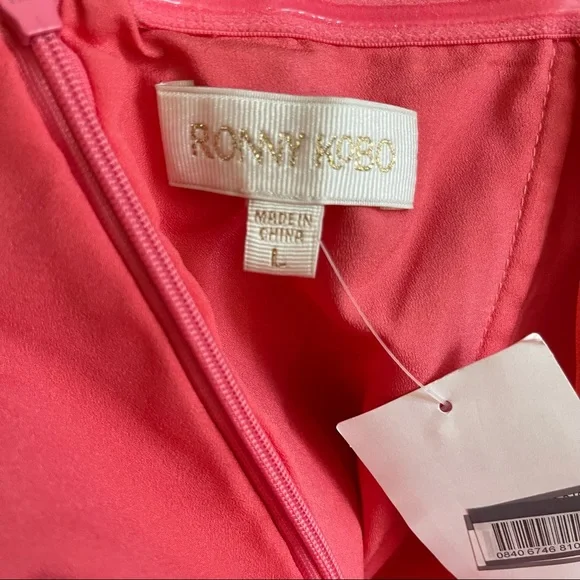 RONNY KOBO
MADE IN
CHINA
L
0840 6746 810